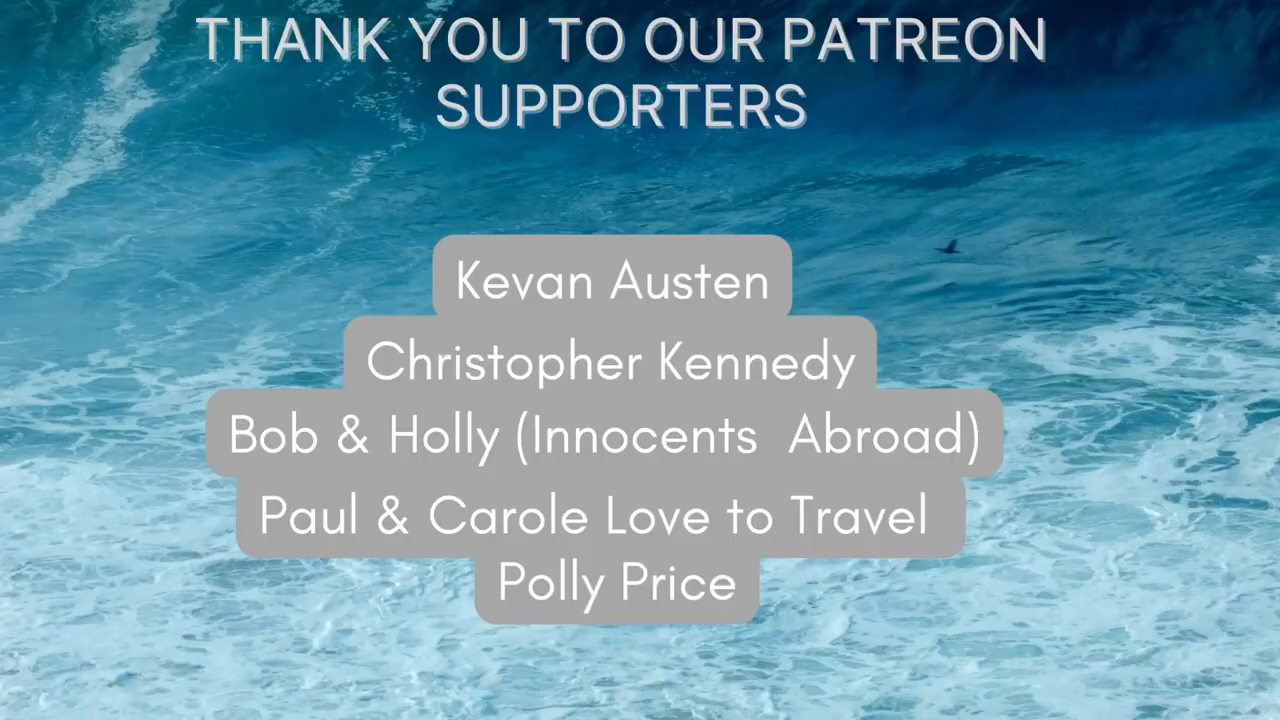 THANK YOU TO OUR PATREON
SUPPORTERS
Kevan Austen
Christopher Kennedy
Bob & Holly (Innocents  Abroad)
Paul & Carole Love to Travel
Polly Price